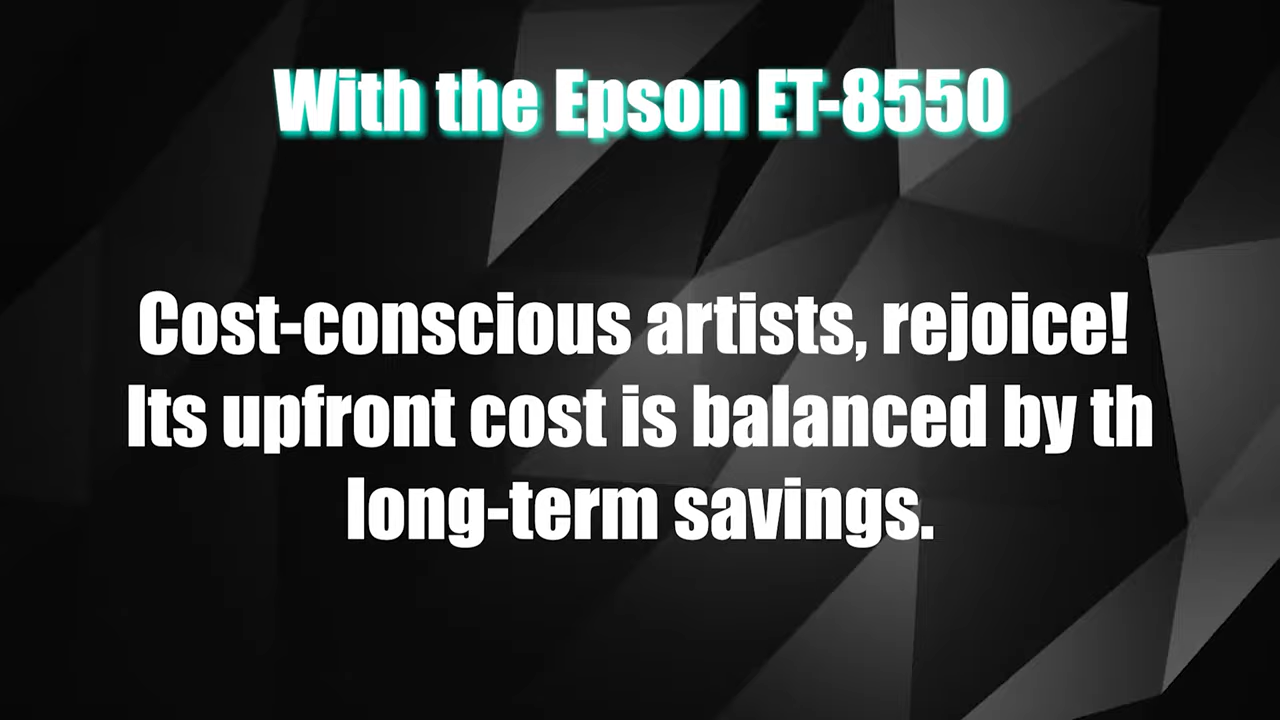 With the Epson ET-8550
Cost-conscious artists, rejoice!
Its upfront cost is balanced by th
long-term savings.